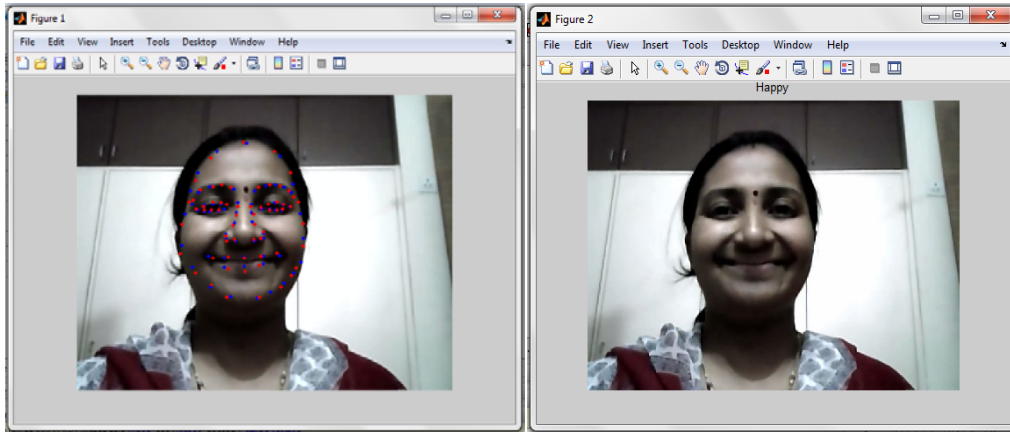 Figure 1
File Edit View Insert Tools Desktop Window Help
Figure 2
File Edit View Insert Tools Desktop Window Help
Happy